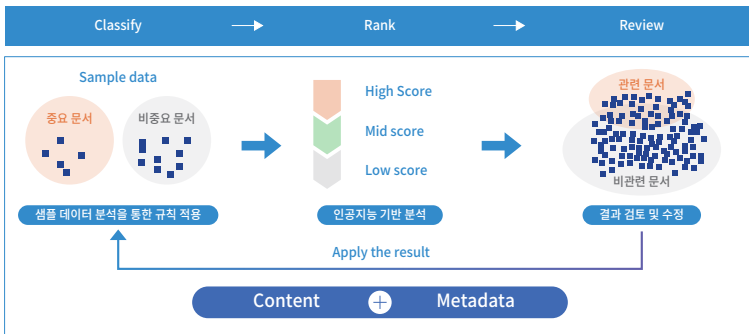 Classify
Rank
Review
Sample data
중요 문서
비중요 문서
High Score
Mid score
Low score
관련 문서
비관련 문서
샘플 데이터 분석을 통한 규칙 적용
인공지능 기반 분석
결과 검토 및 수정
Apply the result
Content + Metadata